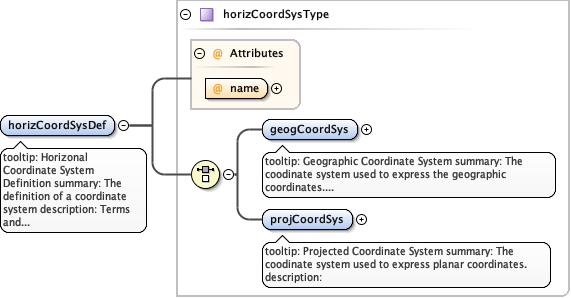 horizCoordSysType
@ Attributes
@ name
horizCoordSysDef
tooltip: Horizonal
Coordinate System
Definition summary: The
definition of a coordinate
system description: Terms
and...
geogCoordSys
tooltip: Geographic Coordinate System summary: The
coodinate system used to express the geographic
coordinates....
projCoordSys
tooltip: Projected Coordinate System summary: The
coodinate system used to express planar coordinates.
description: